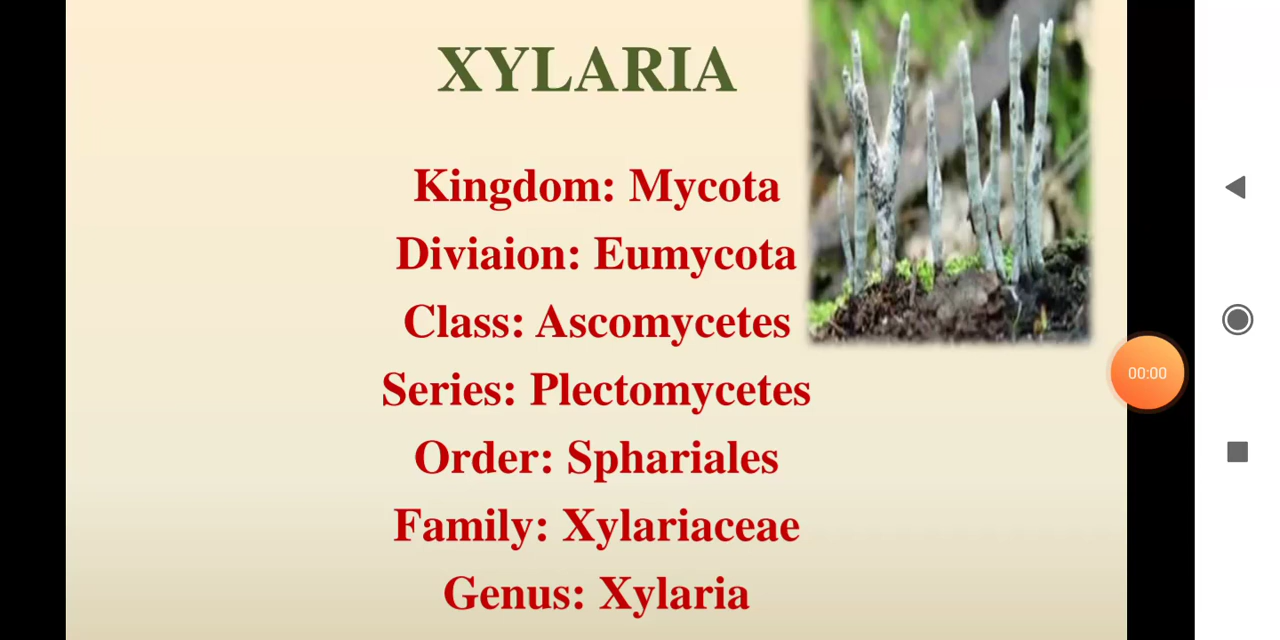 XYLARIA
Kingdom: Mycota
Diviaion: Eumycota
Class: Ascomycetes
Series: Plectomycetes
Order: Sphariales
Family: Xylariaceae
Genus: Xylaria
00:00